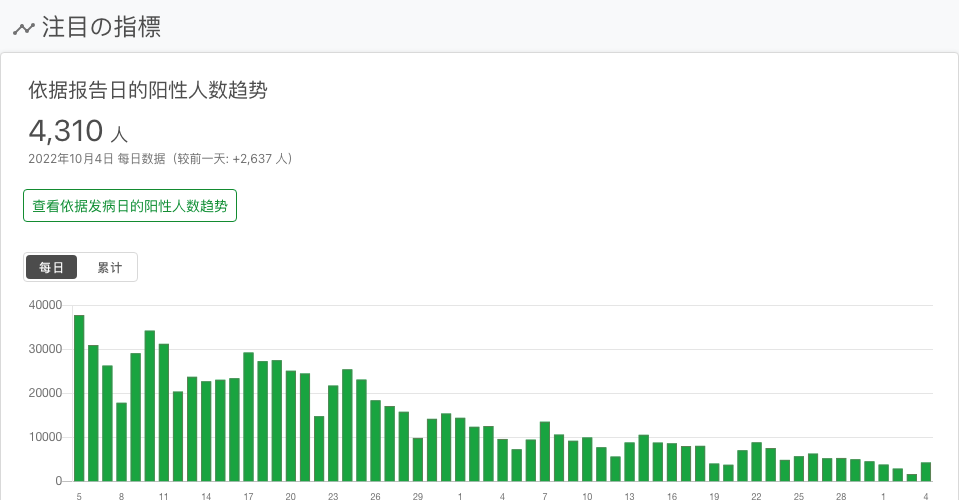 注目の指標
依据报告日的阳性人数趋势
4,310 人
2022年10月4日 每日数据（较前一天: +2,637 人）
查看依据发病日的阳性人数趋势
每日 累计
40000
30000
20000
10000
0
5 8 11 14 17 20 23 26 29 1 4 7 10 13 16 19 22 25 28 1 4